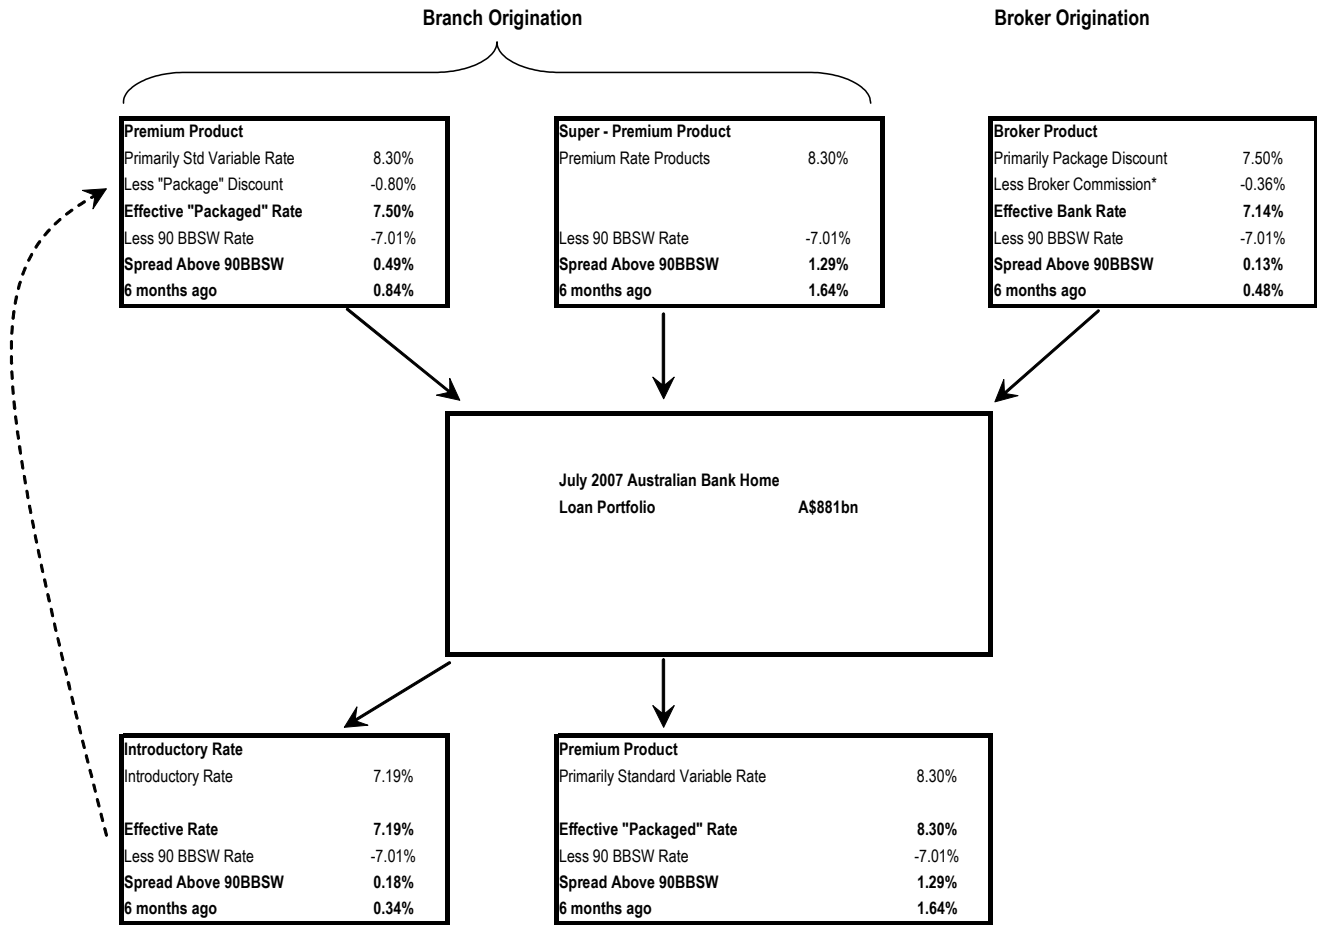 Branch Origination
Broker Origination
Premium Product
Primarily Std Variable Rate 8.30%
Less "Package" Discount -0.80%
Effective "Packaged" Rate 7.50%
Less 90 BBSW Rate -7.01%
Spread Above 90BBSW 0.49%
6 months ago 0.84%
Super - Premium Product
Premium Rate Products 8.30%
Less 90 BBSW Rate -7.01%
Spread Above 90BBSW 1.29%
6 months ago 1.64%
Broker Product
Primarily Package Discount 7.50%
Less Broker Commission* -0.36%
Effective Bank Rate 7.14%
Less 90 BBSW Rate -7.01%
Spread Above 90BBSW 0.13%
6 months ago 0.48%
July 2007 Australian Bank Home
Loan Portfolio A$881bn
Introductory Rate
Introductory Rate 7.19%
Effective Rate 7.19%
Less 90 BBSW Rate -7.01%
Spread Above 90BBSW 0.18%
6 months ago 0.34%
Premium Product
Primarily Standard Variable Rate 8.30%
Effective "Packaged" Rate 8.30%
Less 90 BBSW Rate -7.01%
Spread Above 90BBSW 1.29%
6 months ago 1.64%